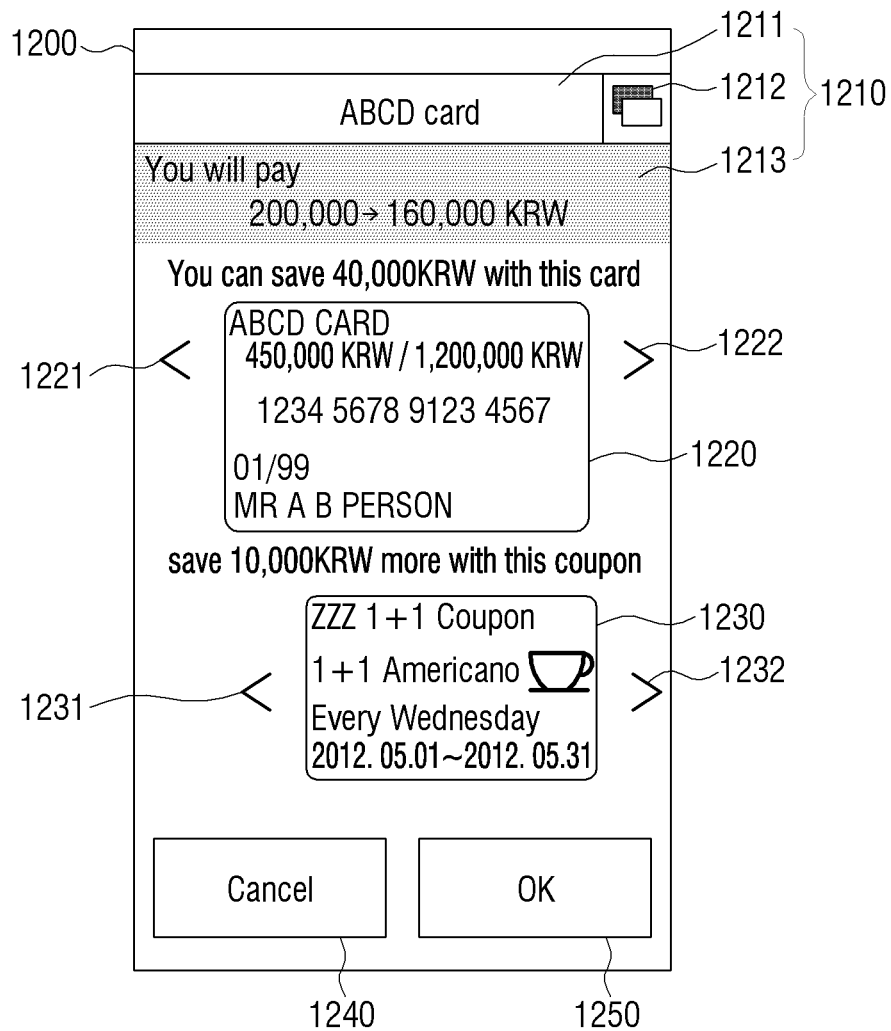 1200
1211
1212
1210
ABCD card
1213
You will pay
200,000→160,000 KRW
You can save 40,000KRW with this card
ABCD CARD
450,000 KRW / 1,200,000 KRW
1221
1222
1234 5678 9123 4567
1220
01/99
MR A B PERSON
save 10,000KRW more with this coupon
ZZZ 1+1 Coupon
1230
1+1 Americano
1231
1232
Every Wednesday
2012. 05.01~2012. 05.31
Cancel
OK
1240
1250